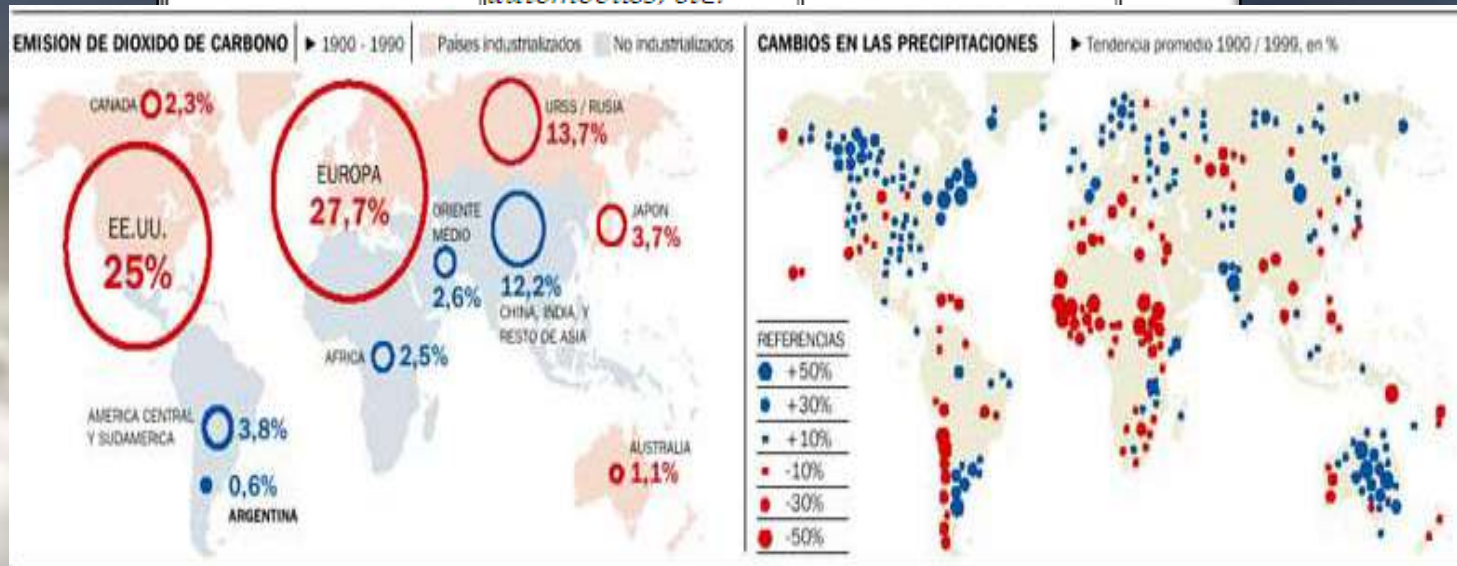 EMISION DE DIOXIDO DE CARBONO ▶ 1900 - 1990 Países industrializados No industrializados
CANADA 2,3%
URSS / RUSIA
13,7%
EUROPA
27,7%
EE.UU.
25%
ORIENTE
MEDIO
2,6%
JAPON
3,7%
12,2%
CHINA, INDIA, Y
RESTO DE ASIA
AFRICA 2,5%
AMERICA CENTRAL
Y SUDAMERICA
3,8%
AUSTRALIA
1,1%
0,6%
ARGENTINA
CAMBIOS EN LAS PRECIPITACIONES ▶ Tendencia promedio 1900 / 1999, en %
REFERENCIAS
+50%
+30%
+10%
-10%
-30%
-50%